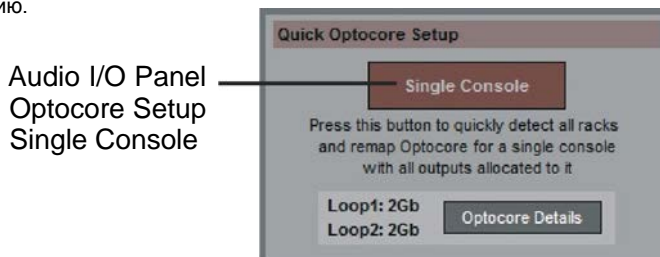 ию.
Quick Optocore Setup
Audio I/O Panel
Optocore Setup
Single Console
Single Console
Press this button to quickly detect all racks
and remap Optocore for a single console
with all outputs allocated to it
Loop1: 2Gb
Loop2: 2Gb
Optocore Details